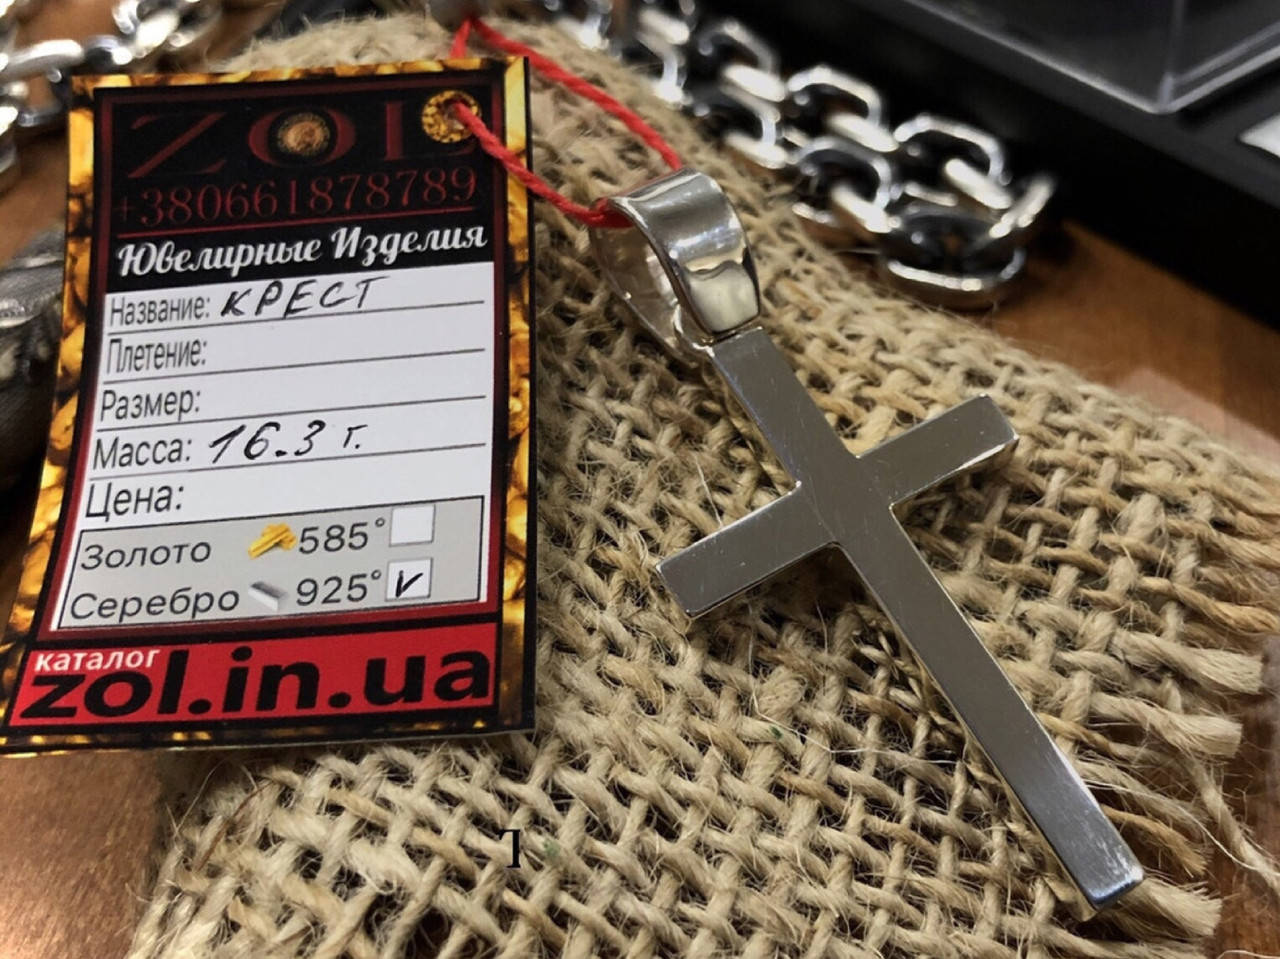 ZOL
+380661878789
Ювелирные Изделия
Название: КРЕСТ
Плетение:
Размер:
Масса: 16.3 г.
Цена:
Золото 585°
Серебро 925° V
каталог
zol.in.ua